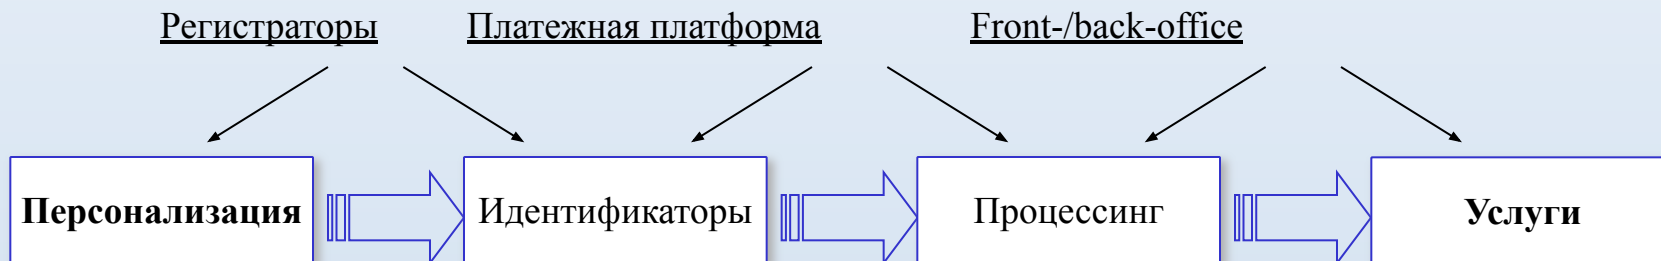 Регистраторы Платежная платформа Front-/back-office
Персонализация Идентификаторы Процессинг Услуги